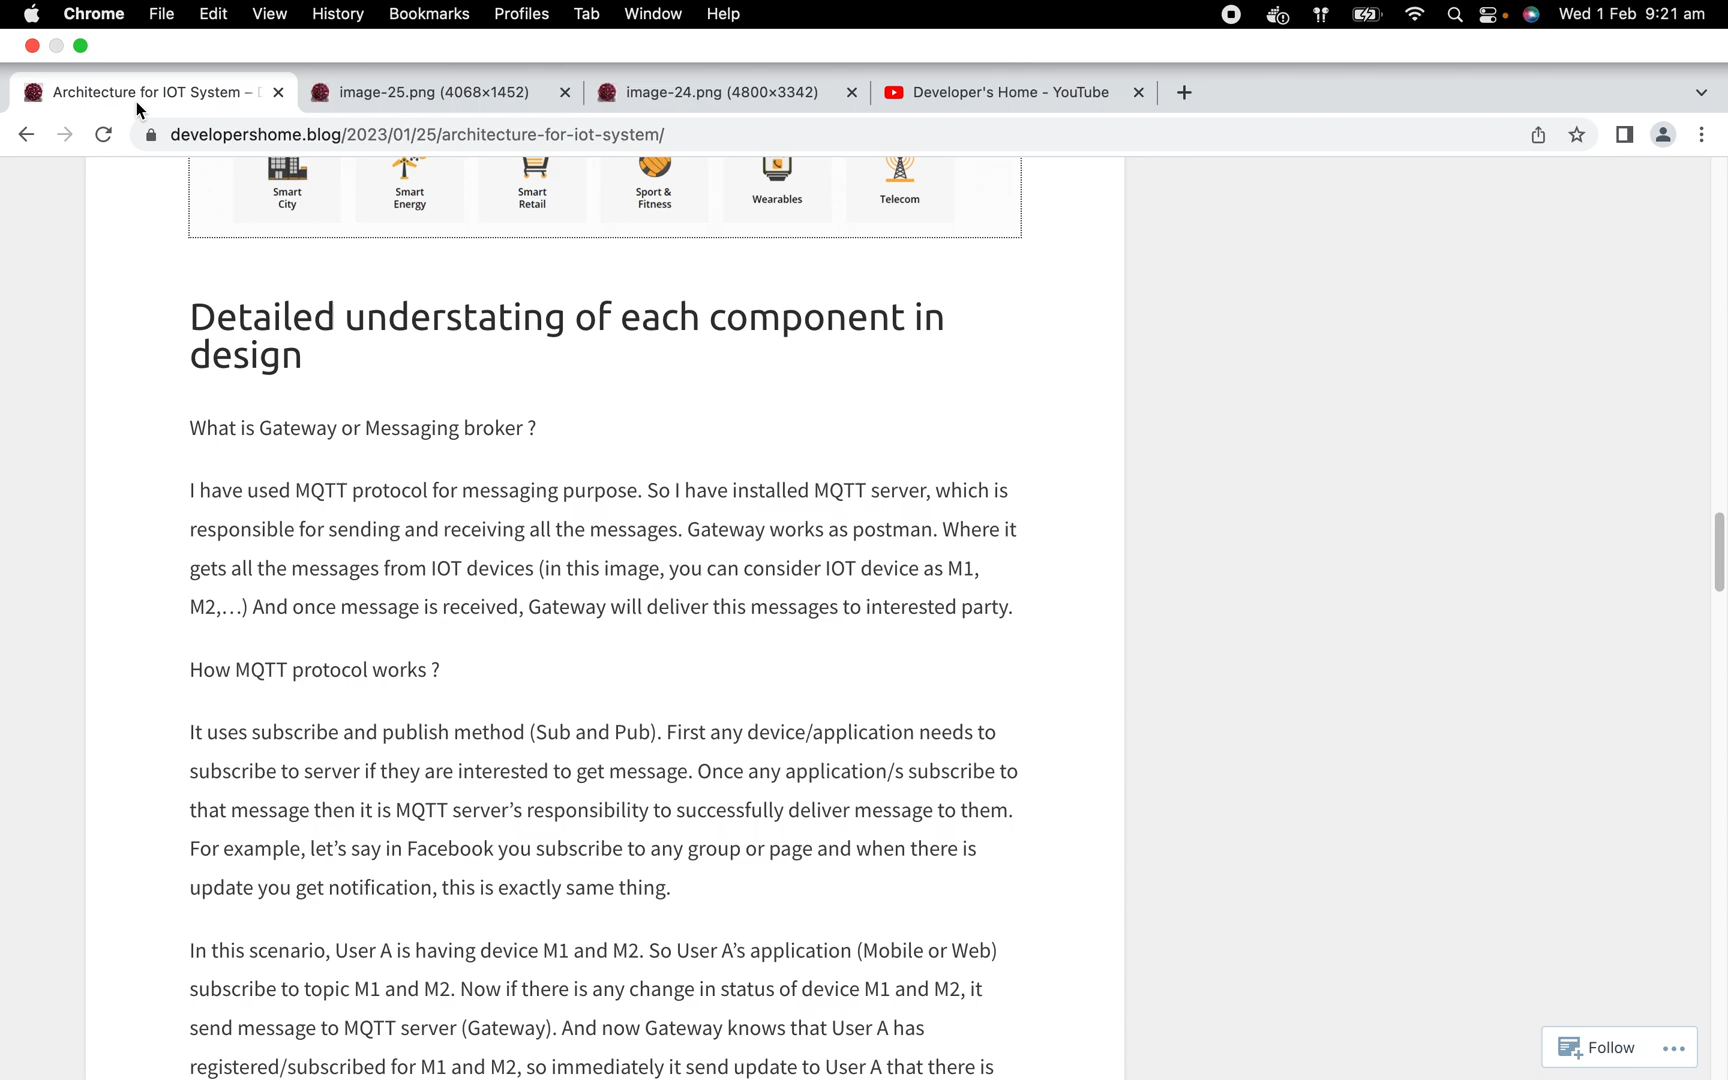 Chrome File Edit View History Bookmarks Profiles Tab Window Help Wed 1 Feb 9:21 am
Architecture for IOT System – image-25.png (4068×1452) image-24.png (4800×3342) Developer's Home - YouTube
developershome.blog/2023/01/25/architecture-for-iot-system/
Smart
City
Smart
Energy
Smart
Retail
Sport &
Fitness
Wearables
Telecom
Detailed understating of each component in
design
What is Gateway or Messaging broker ?
I have used MQTT protocol for messaging purpose. So I have installed MQTT server, which is
responsible for sending and receiving all the messages. Gateway works as postman. Where it
gets all the messages from IOT devices (in this image, you can consider IOT device as M1,
M2,…) And once message is received, Gateway will deliver this messages to interested party.
How MQTT protocol works ?
It uses subscribe and publish method (Sub and Pub). First any device/application needs to
subscribe to server if they are interested to get message. Once any application/s subscribe to
that message then it is MQTT server’s responsibility to successfully deliver message to them.
For example, let’s say in Facebook you subscribe to any group or page and when there is
update you get notification, this is exactly same thing.
In this scenario, User A is having device M1 and M2. So User A’s application (Mobile or Web)
subscribe to topic M1 and M2. Now if there is any change in status of device M1 and M2, it
send message to MQTT server (Gateway). And now Gateway knows that User A has
registered/subscribed for M1 and M2, so immediately it send update to User A that there is
Follow